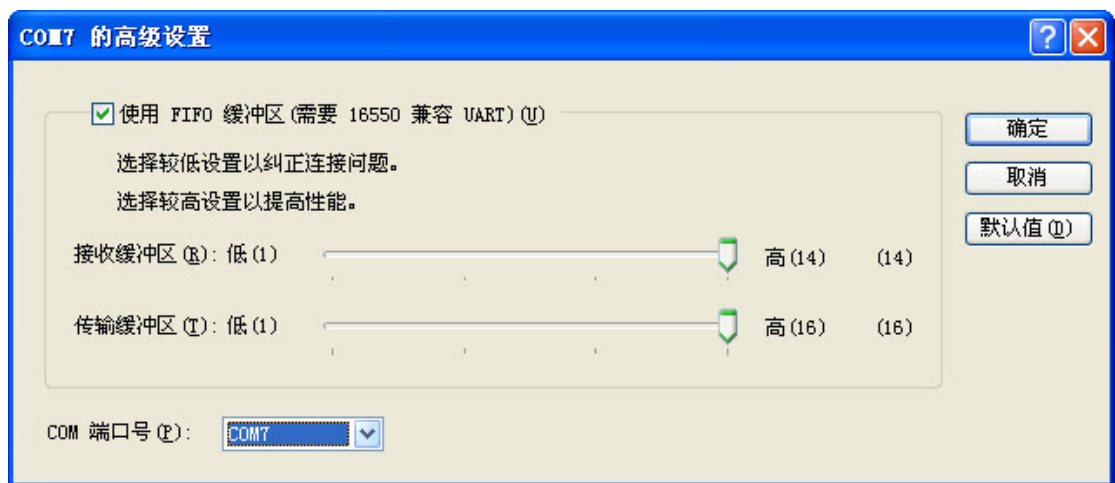 COM7 的高级设置
使用 FIFO 缓冲区(需要 16550 兼容 UART)(U)
确定
选择较低设置以纠正连接问题。
取消
选择较高设置以提高性能。
默认值(D)
接收缓冲区(R): 低(1) 高(14) (14)
传输缓冲区(T): 低(1) 高(16) (16)
COM 端口号(P): COM7